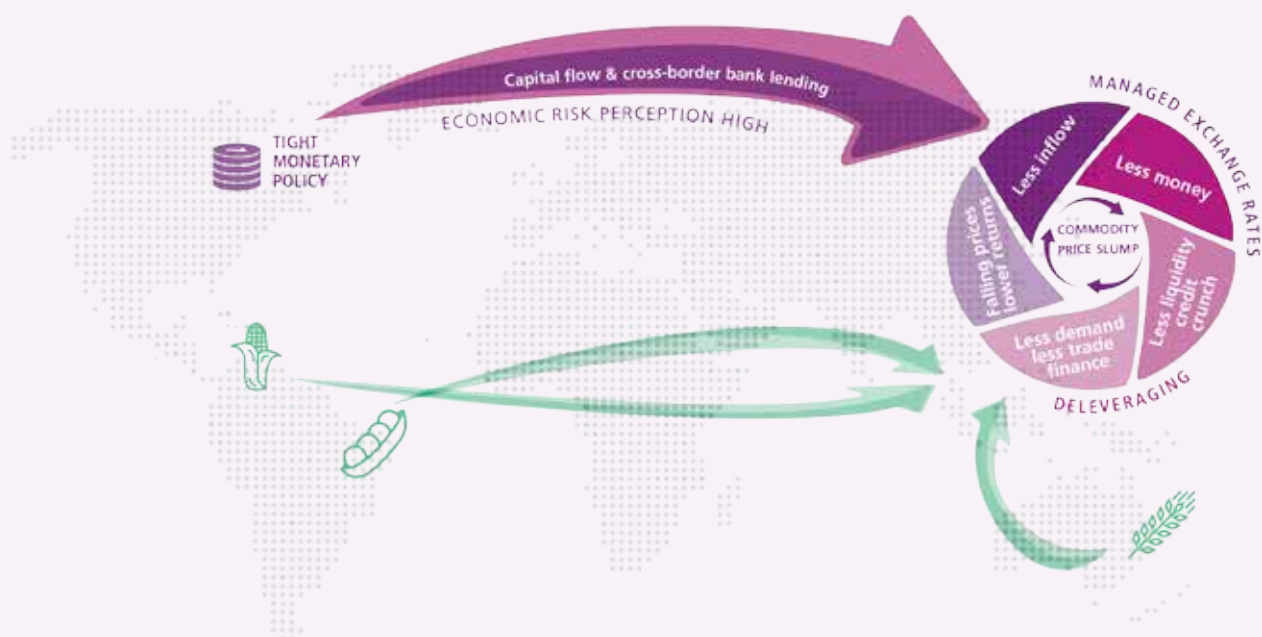 Capital flow & cross-border bank lending
ECONOMIC RISK PERCEPTION HIGH
TIGHT
MONETARY
POLICY
MANAGED EXCHANGE RATES
Less inflow
Less money
Less liquidity
credit
crunch
Less demand
less trade
finance
Falling prices
lower returns
COMMODITY
PRICE SLUMP
DELEVERAGING